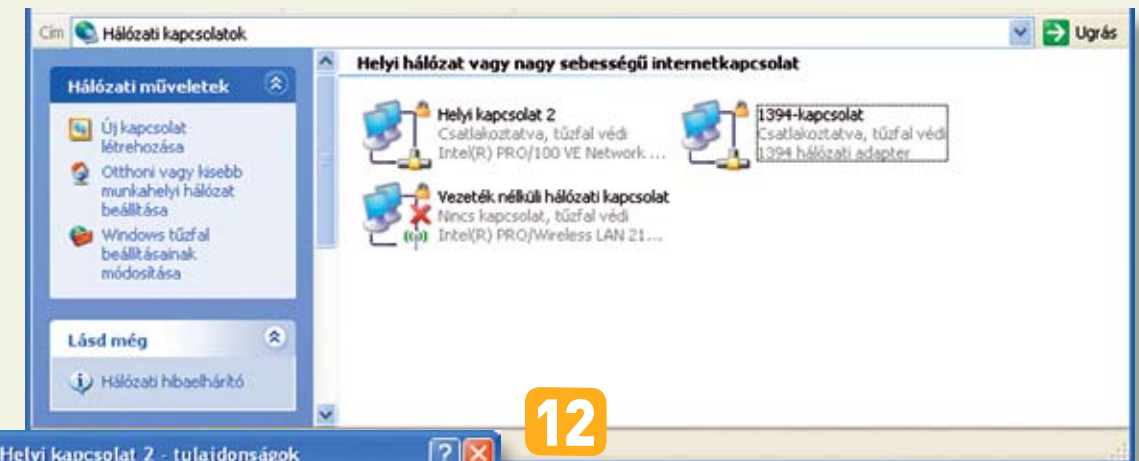 Cím Hálózati kapcsolatok Ugrás
Hálózati műveletek
Új kapcsolat
létrehozása
Otthoni vagy kisebb
munkahelyi hálózat
beállítása
Windows tűzfal
beállításainak
módosítása
Lásd még
Hálózati hibaelhárító
Helyi hálózat vagy nagy sebességű internetkapcsolat
Helyi kapcsolat 2
Csatlakoztatva, tűzfal védi
Intel(R) PRO/100 VE Network ...
1394-kapcsolat
Csatlakoztatva, tűzfal védi
1394 hálózati adapter
Vezeték nélküli hálózati kapcsolat
Nincs kapcsolat, tűzfal védi
Intel(R) PRO/Wireless LAN 21...
12
Helyi kapcsolat 2 - tulajdonságok